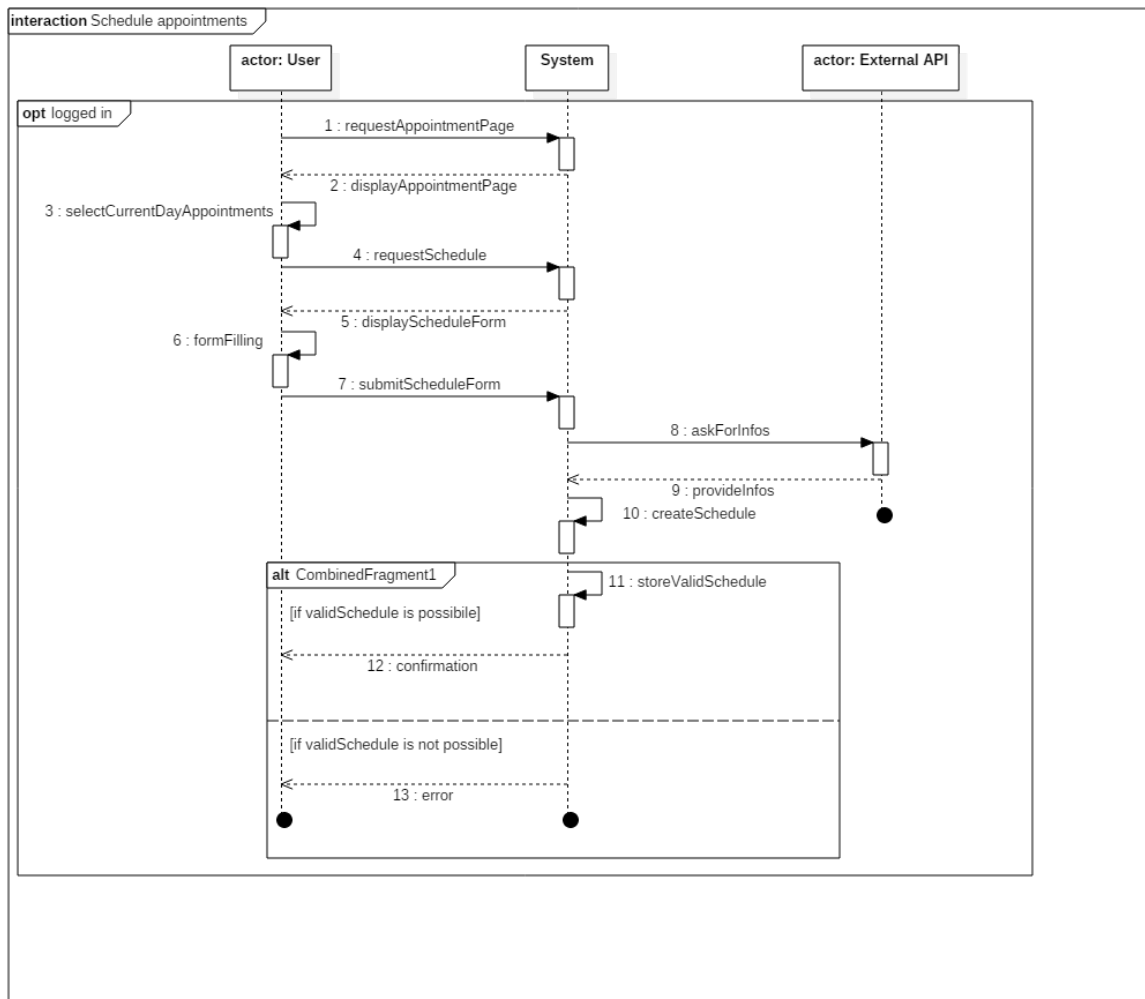 interaction Schedule appointments
actor: User
System
actor: External API
opt logged in
1 : requestAppointmentPage
2 : displayAppointmentPage
3 : selectCurrentDayAppointments
4 : requestSchedule
5 : displayScheduleForm
6 : formFilling
7 : submitScheduleForm
8 : askForInfos
9 : provideInfos
10 : createSchedule
alt CombinedFragment1
11 : storeValidSchedule
[if validSchedule is possibile]
12 : confirmation
[if validSchedule is not possible]
13 : error